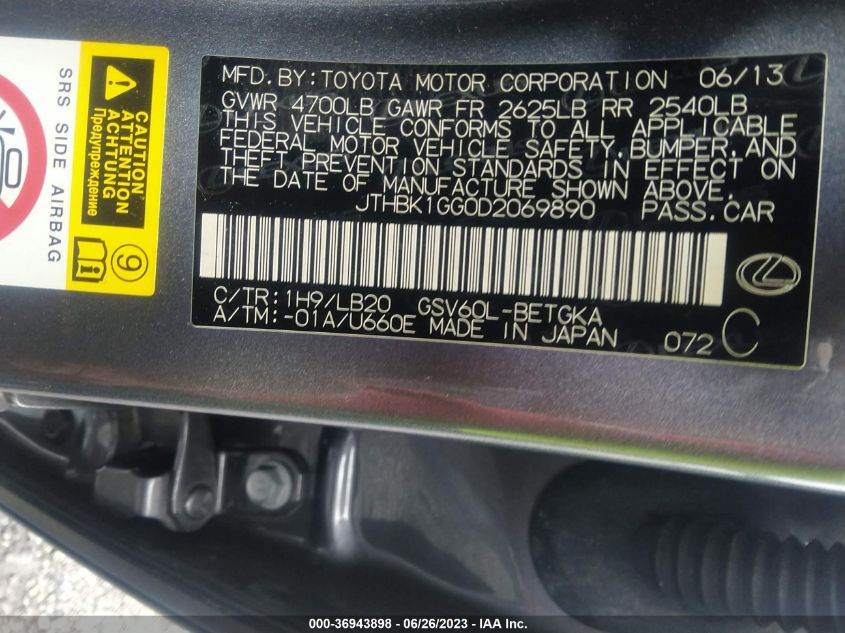 MFD. BY: TOYOTA MOTOR CORPORATION 06/13
GVWR 4700LB GAWR FR 2625LB RR 2540LB
THIS VEHICLE CONFORMS TO ALL APPLICABLE
FEDERAL MOTOR VEHICLE SAFETY, BUMPER, AND
THEFT PREVENTION STANDARDS IN EFFECT ON
THE DATE OF MANUFACTURE SHOWN ABOVE.
JTHBK1GG0D2069890 PASS. CAR
C/TR: 1H9/LB20 GSV60L-BETGKA
A/TM: -01A/U660E MADE IN JAPAN 072 C
SRS SIDE AIRBAG
CAUTION
ATTENTION
ACHTUNG
Предупреждение
9
000-36943898 - 06/26/2023 - IAA Inc.